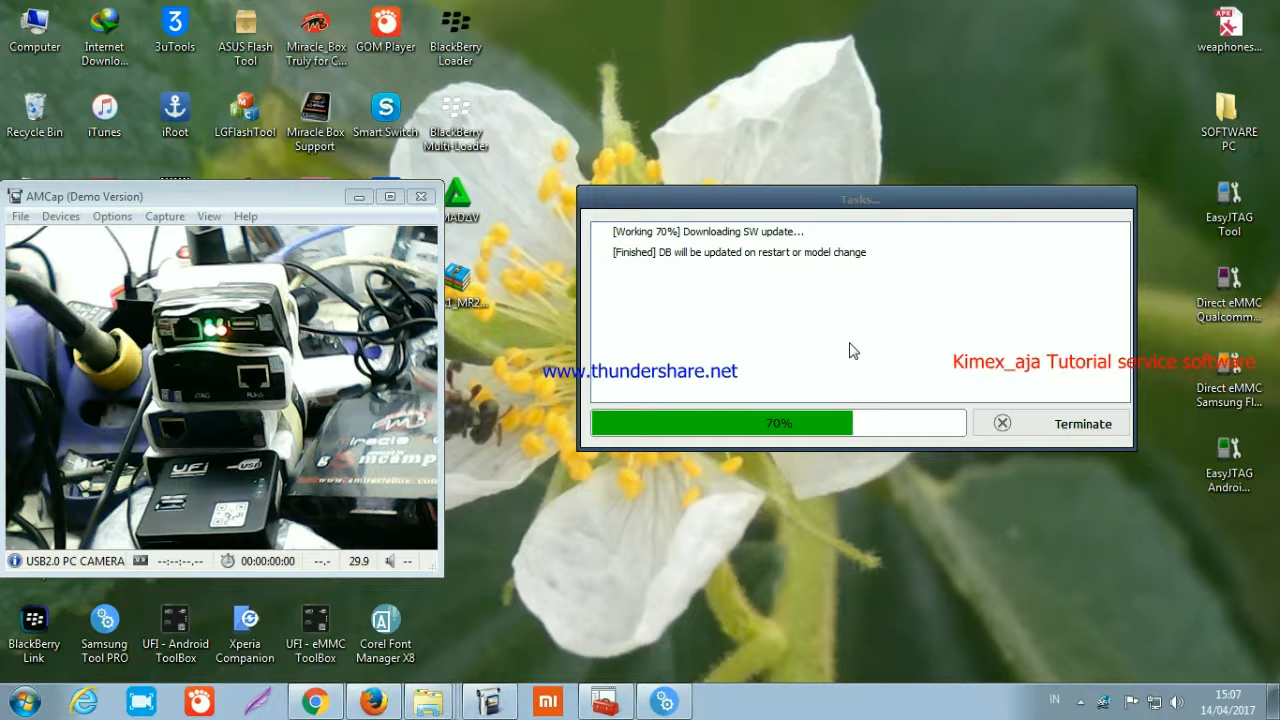 Computer
Internet
Downlo...
3uTools
ASUS Flash
Tool
Miracle_Box
Truly for C...
GOM Player
BlackBerry
Loader
weaphones...
Recycle Bin
iTunes
iRoot
LGFlashTool
Miracle Box
Support
Smart Switch
BlackBerry
Multi-Loader
SOFTWARE
PC
AMCap (Demo Version)
File Devices Options Capture View Help
Tasks...
[Working 70%] Downloading SW update...
[Finished] DB will be updated on restart or model change
EasyJTAG
Tool
Direct eMMC
Qualcomm...
www.thundershare.net
Kimex_aja Tutorial service software
Direct eMMC
Samsung Fl...
70%
Terminate
UFI
USB
EasyJTAG
Androi...
USB2.0 PC CAMERA --:--:--.-- 00:00:00:00 --.- 29.9 --
BlackBerry
Link
Samsung
Tool PRO
UFI - Android
ToolBox
Xperia
Companion
UFI - eMMC
ToolBox
Corel Font
Manager X8
IN
15:07
14/04/2017